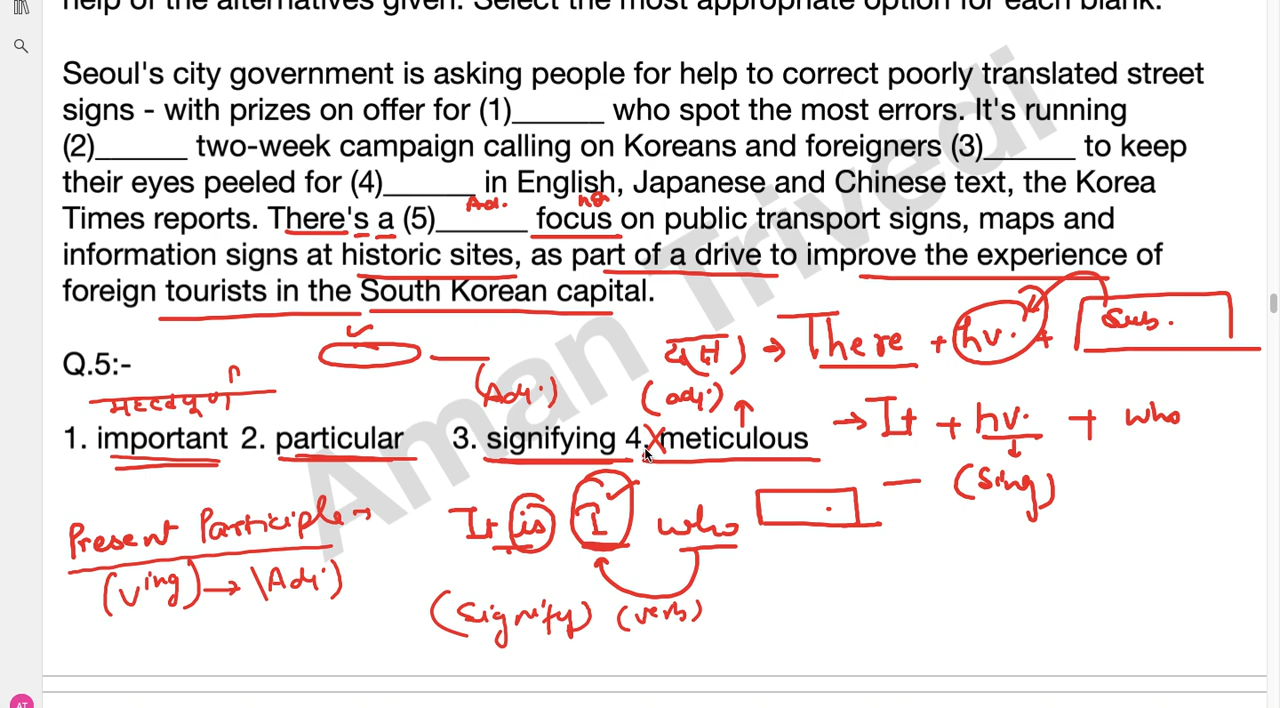 help of the alternatives given. Select the most appropriate option for each blank.
Seoul's city government is asking people for help to correct poorly translated street
signs - with prizes on offer for (1)______ who spot the most errors. It's running
(2)______ two-week campaign calling on Koreans and foreigners (3)______ to keep
their eyes peeled for (4)______ in English, Japanese and Chinese text, the Korea
Ad.
Times reports. There's a (5)______ focus on public transport signs, maps and
information signs at historic sites, as part of a drive to improve the experience of
foreign tourists in the South Korean capital.
There + hv. + Sub.
Q.5:-
महत्वपूर्ण
(Adj.)
(adj)
It + hv. + who
1. important 2. particular 3. signifying 4. meticulous
(Sing)
Present Participle
It is I who
(Ving) → (Adj.)
(Signify) (verb)
Aman Trivedi
AT